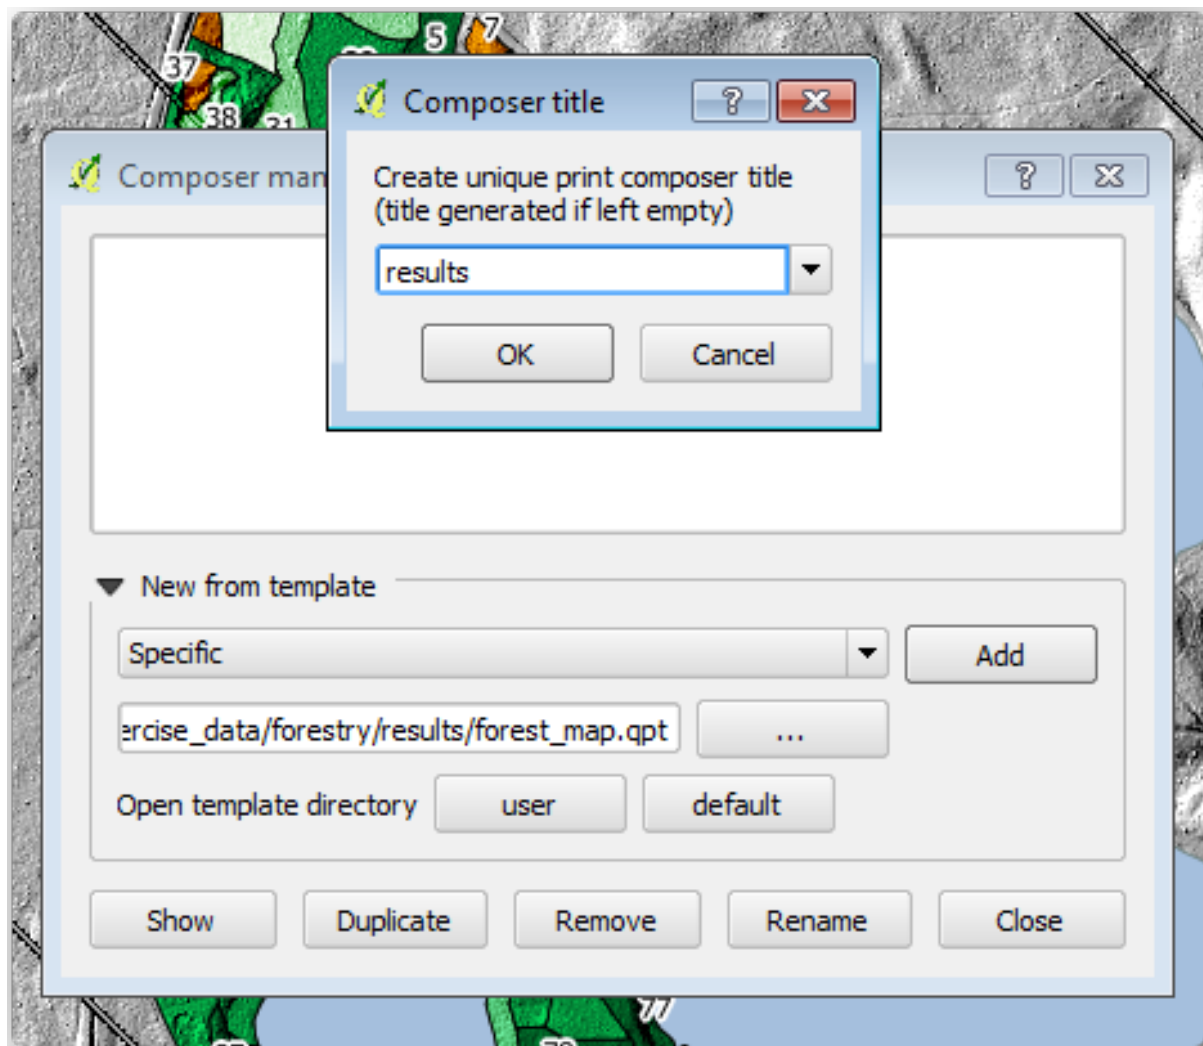 5
7
37
38
31
Composer title
Composer man
Create unique print composer title
(title generated if left empty)
results
OK
Cancel
New from template
Specific
Add
ercise_data/forestry/results/forest_map.qpt
...
Open template directory
user
default
Show
Duplicate
Remove
Rename
Close
77